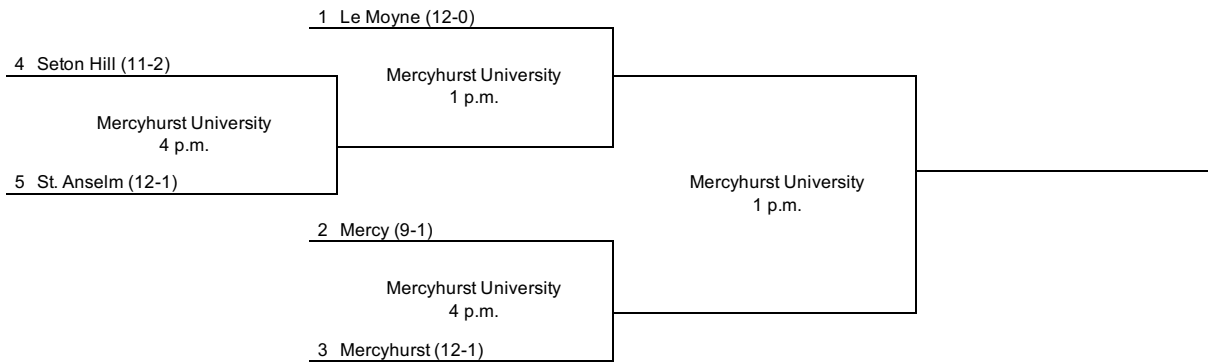 1 Le Moyne (12-0)
4 Seton Hill (11-2)
Mercyhurst University
1 p.m.
Mercyhurst University
4 p.m.
5 St. Anselm (12-1)
Mercyhurst University
1 p.m.
2 Mercy (9-1)
Mercyhurst University
4 p.m.
3 Mercyhurst (12-1)